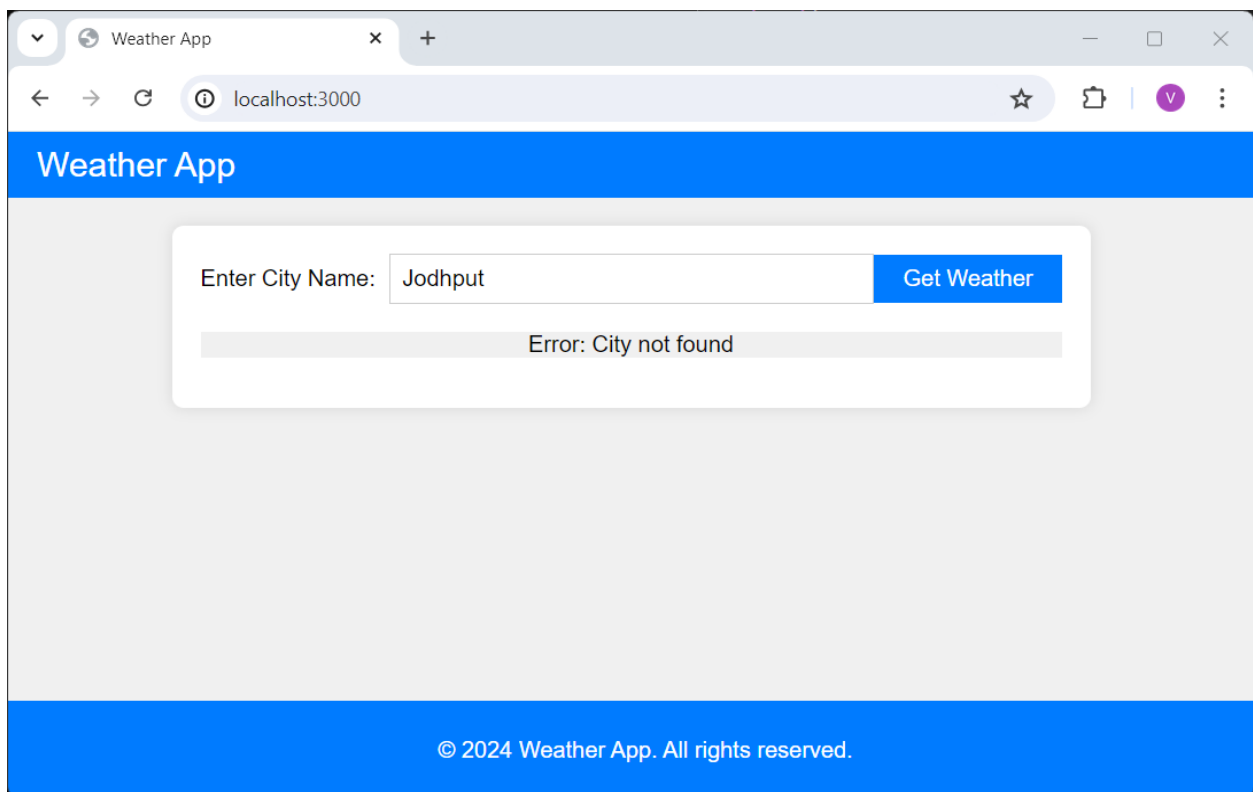 Weather App
localhost:3000
V
Weather App
Enter City Name: Jodhput Get Weather
Error: City not found
© 2024 Weather App. All rights reserved.